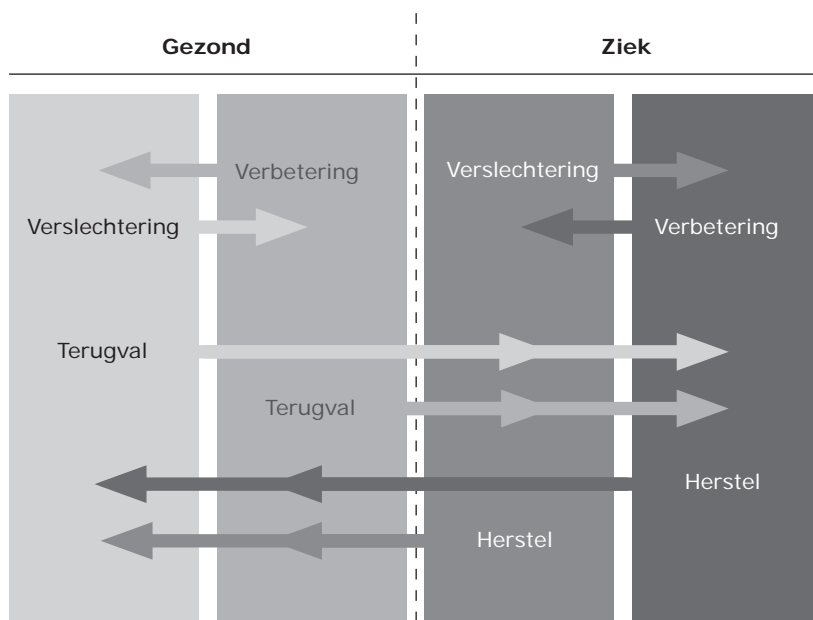 Gezond
Ziek
Verbetering
Verslechtering
Verslechtering
Verbetering
Terugval
Terugval
Herstel
Herstel